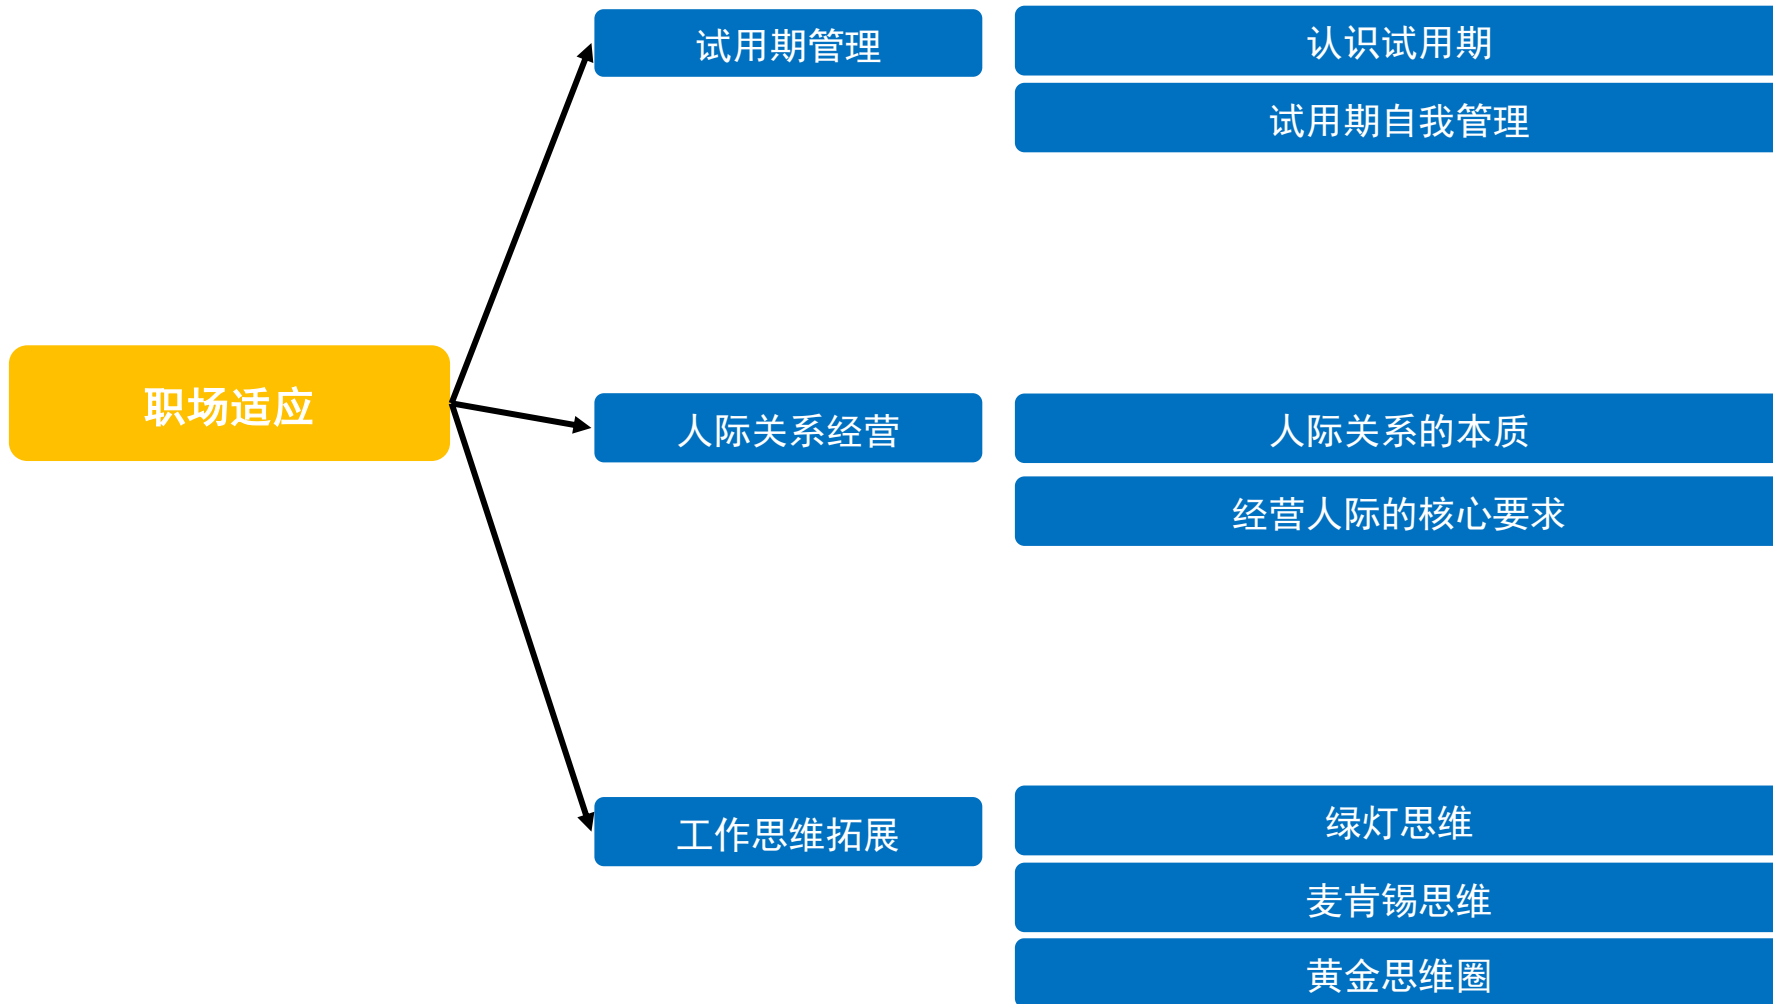 职场适应
试用期管理
认识试用期
试用期自我管理
人际关系经营
人际关系的本质
经营人际的核心要求
工作思维拓展
绿灯思维
麦肯锡思维
黄金思维圈